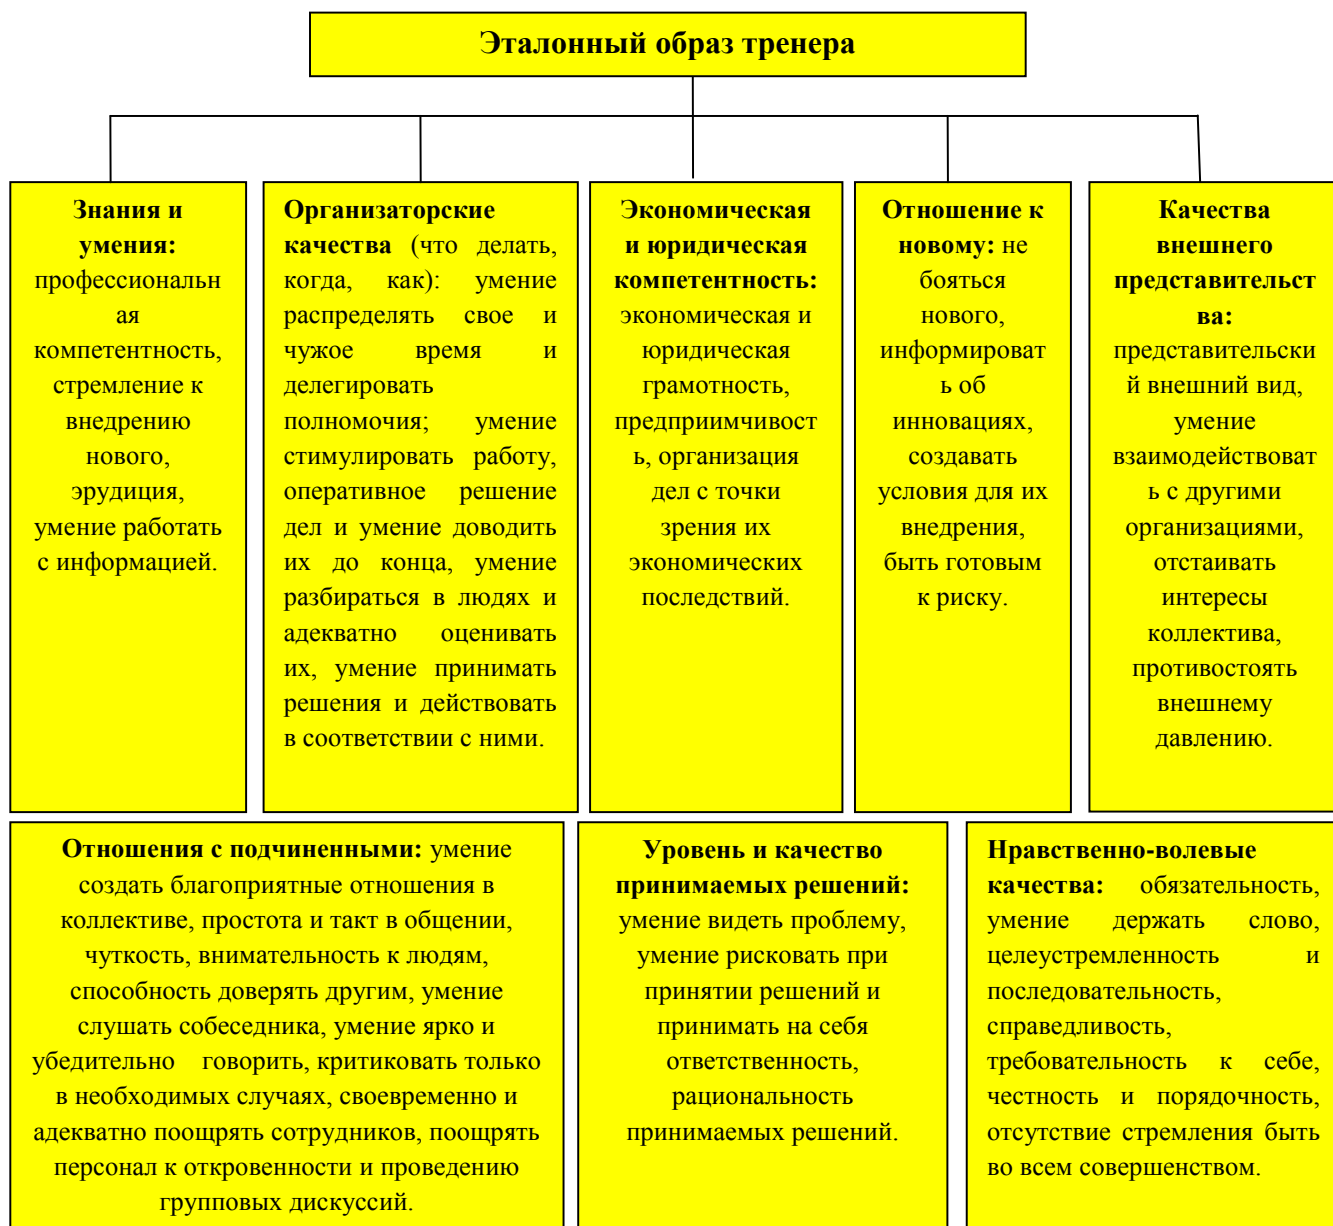 Эталонный образ тренера
Знания и
умения:
профессиональн
ая
компетентность,
стремление к
внедрению
нового,
эрудиция,
умение работать
с информацией.
Организаторские
качества (что делать,
когда, как): умение
распределять свое и
чужое время и
делегировать
полномочия; умение
стимулировать работу,
оперативное решение
дел и умение доводить
их до конца, умение
разбираться в людях и
адекватно оценивать
их, умение принимать
решения и действовать
в соответствии с ними.
Экономическая
и юридическая
компетентность:
экономическая и
юридическая
грамотность,
предприимчивост
ь, организация
дел с точки
зрения их
экономических
последствий.
Отношение к
новому: не
бояться
нового,
информироват
ь об
инновациях,
создавать
условия для их
внедрения,
быть готовым
к риску.
Качества
внешнего
представительст
ва:
представительски
й внешний вид,
умение
взаимодействоват
ь с другими
организациями,
отстаивать
интересы
коллектива,
противостоять
внешнему
давлению.
Отношения с подчиненными: умение
создать благоприятные отношения в
коллективе, простота и такт в общении,
чуткость, внимательность к людям,
способность доверять другим, умение
слушать собеседника, умение ярко и
убедительно говорить, критиковать только
в необходимых случаях, своевременно и
адекватно поощрять сотрудников, поощрять
персонал к откровенности и проведению
групповых дискуссий.
Уровень и качество
принимаемых решений:
умение видеть проблему,
умение рисковать при
принятии решений и
принимать на себя
ответственность,
рациональность
принимаемых решений.
Нравственно-волевые
качества: обязательность,
умение держать слово,
целеустремленность и
последовательность,
справедливость,
требовательность к себе,
честность и порядочность,
отсутствие стремления быть
во всем совершенством.